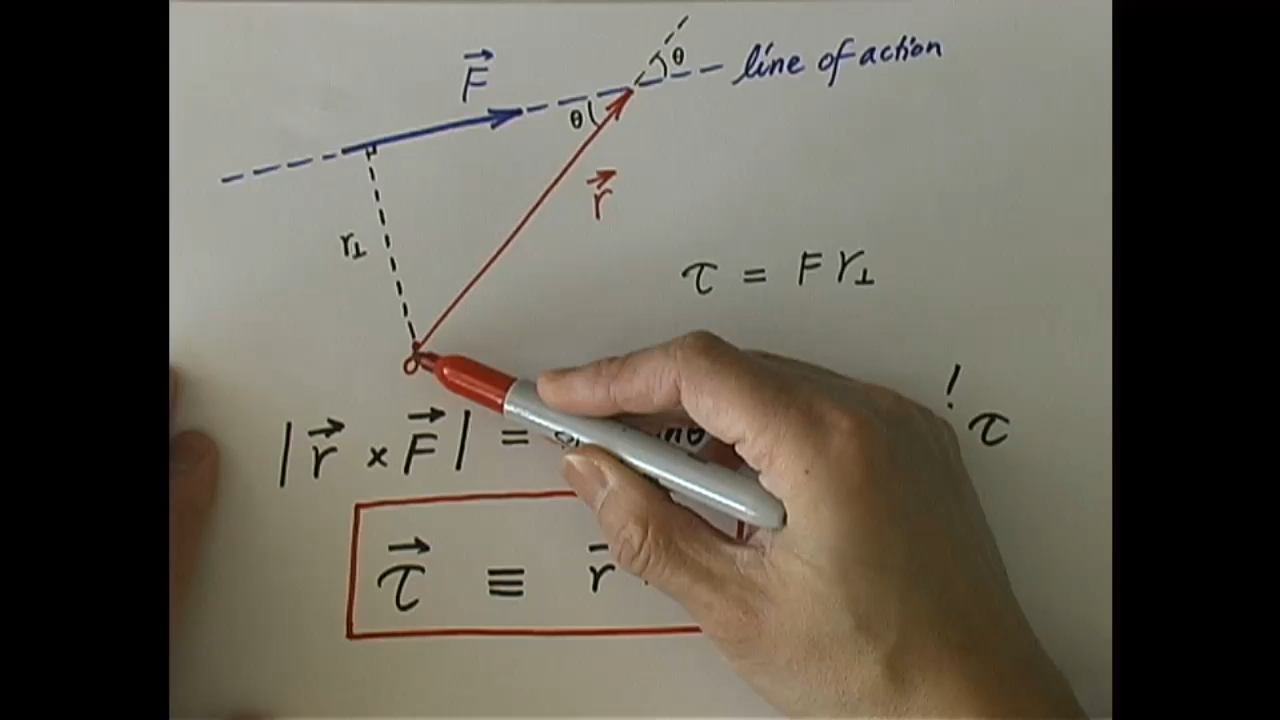 F⃗
θ
line of action
θ
r⃗
r⊥
τ = F r⊥
O
! τ
|r⃗ × F⃗| =
τ⃗ ≡ r⃗